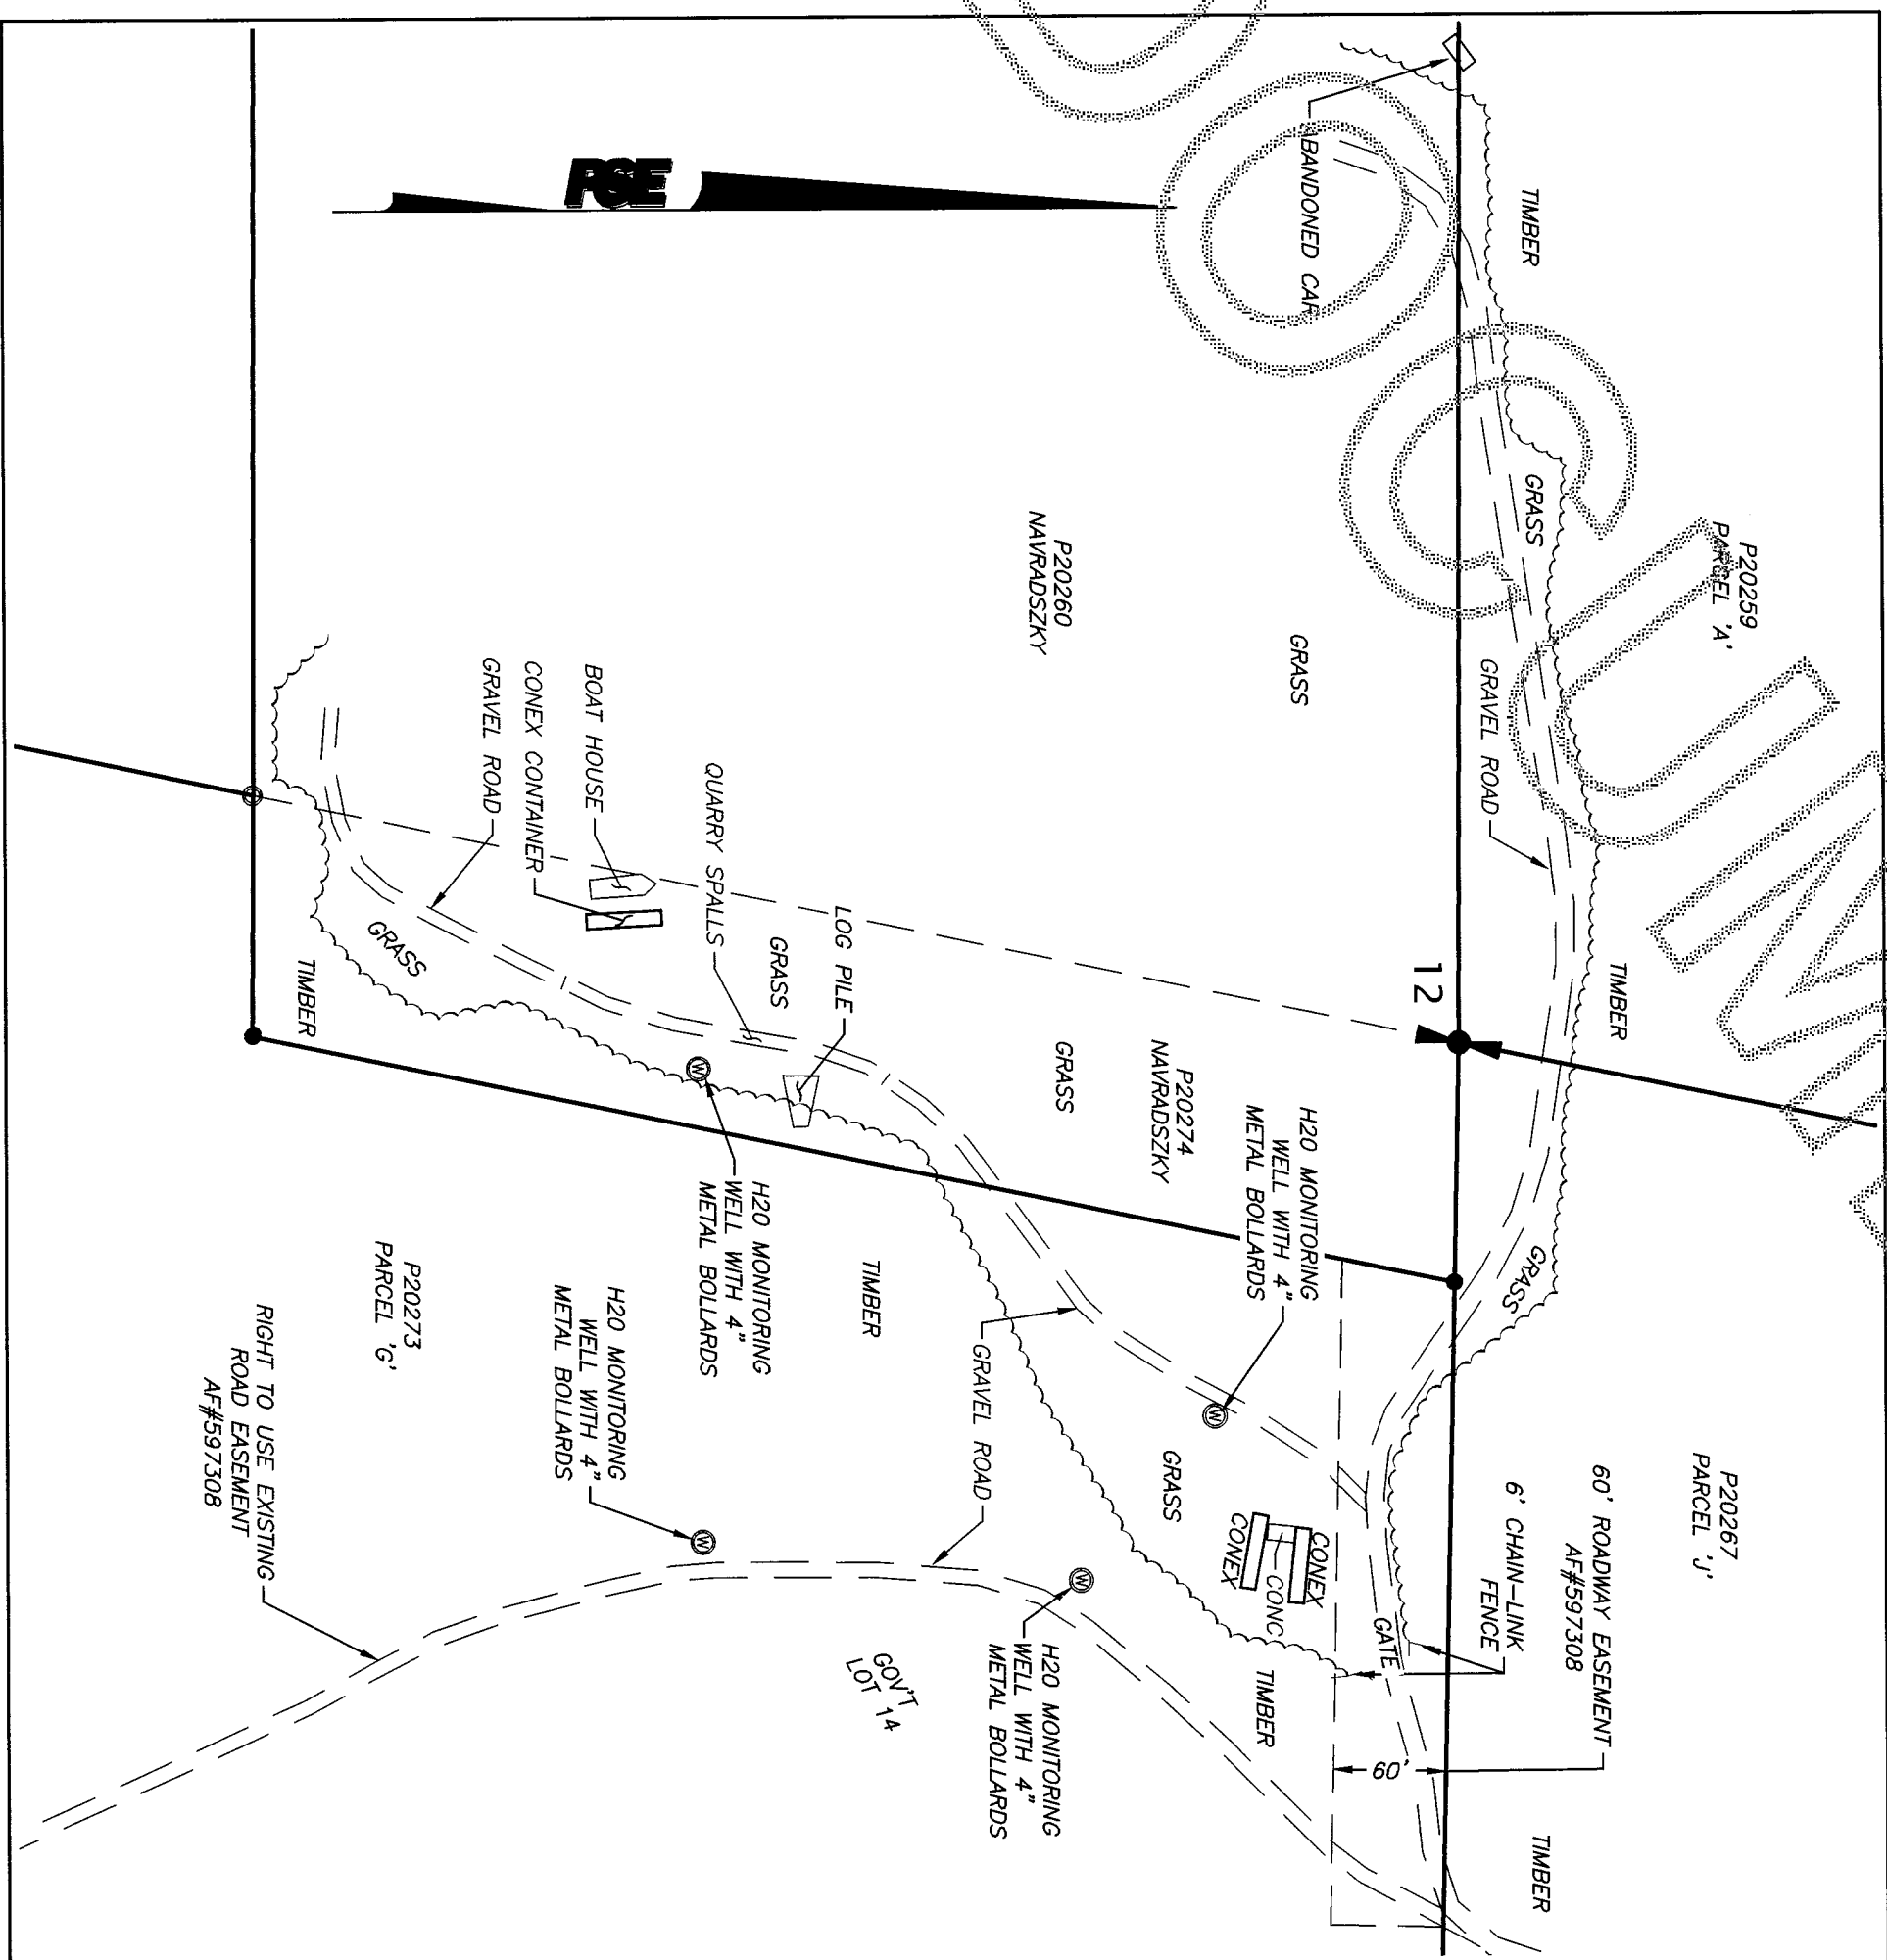 P20259
PARCEL 'A'
TIMBER
GRASS
GRAVEL ROAD
TIMBER
GRASS
P20267
PARCEL 'J'
60' ROADWAY EASEMENT
AF#597308
6' CHAIN-LINK
FENCE
TIMBER
ABANDONED CAR
12
GATE
60'
PSE
GRASS
P20260
NAVRADSZKY
P20274
NAVRADSZKY
GRASS
H20 MONITORING
WELL WITH 4"
METAL BOLLARDS
CONEX
CONC
CONEX
GRASS
TIMBER
LOG PILE
GRASS
QUARRY SPALLS
BOAT HOUSE
CONEX CONTAINER
GRAVEL ROAD
GRASS
TIMBER
TIMBER
GRAVEL ROAD
H20 MONITORING
WELL WITH 4"
METAL BOLLARDS
H20 MONITORING
WELL WITH 4"
METAL BOLLARDS
GOV'T
LOT 14
H20 MONITORING
WELL WITH 4"
METAL BOLLARDS
P20273
PARCEL 'G'
RIGHT TO USE EXISTING
ROAD EASEMENT
AF#597308
W
W
W
W